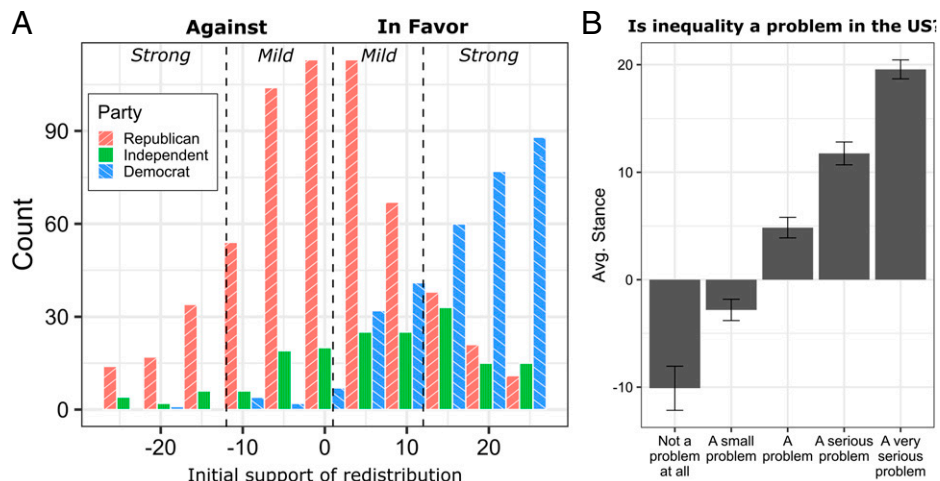 A
Against
In Favor
Strong
Mild
Mild
Strong
Party
Republican
Independent
Democrat
Count
90
60
30
0
-20
-10
0
10
20
Initial support of redistribution
B
Is inequality a problem in the US?
Avg. Stance
20
10
0
-10
Not a
problem
at all
A small
problem
A
problem
A serious
problem
A very
serious
problem